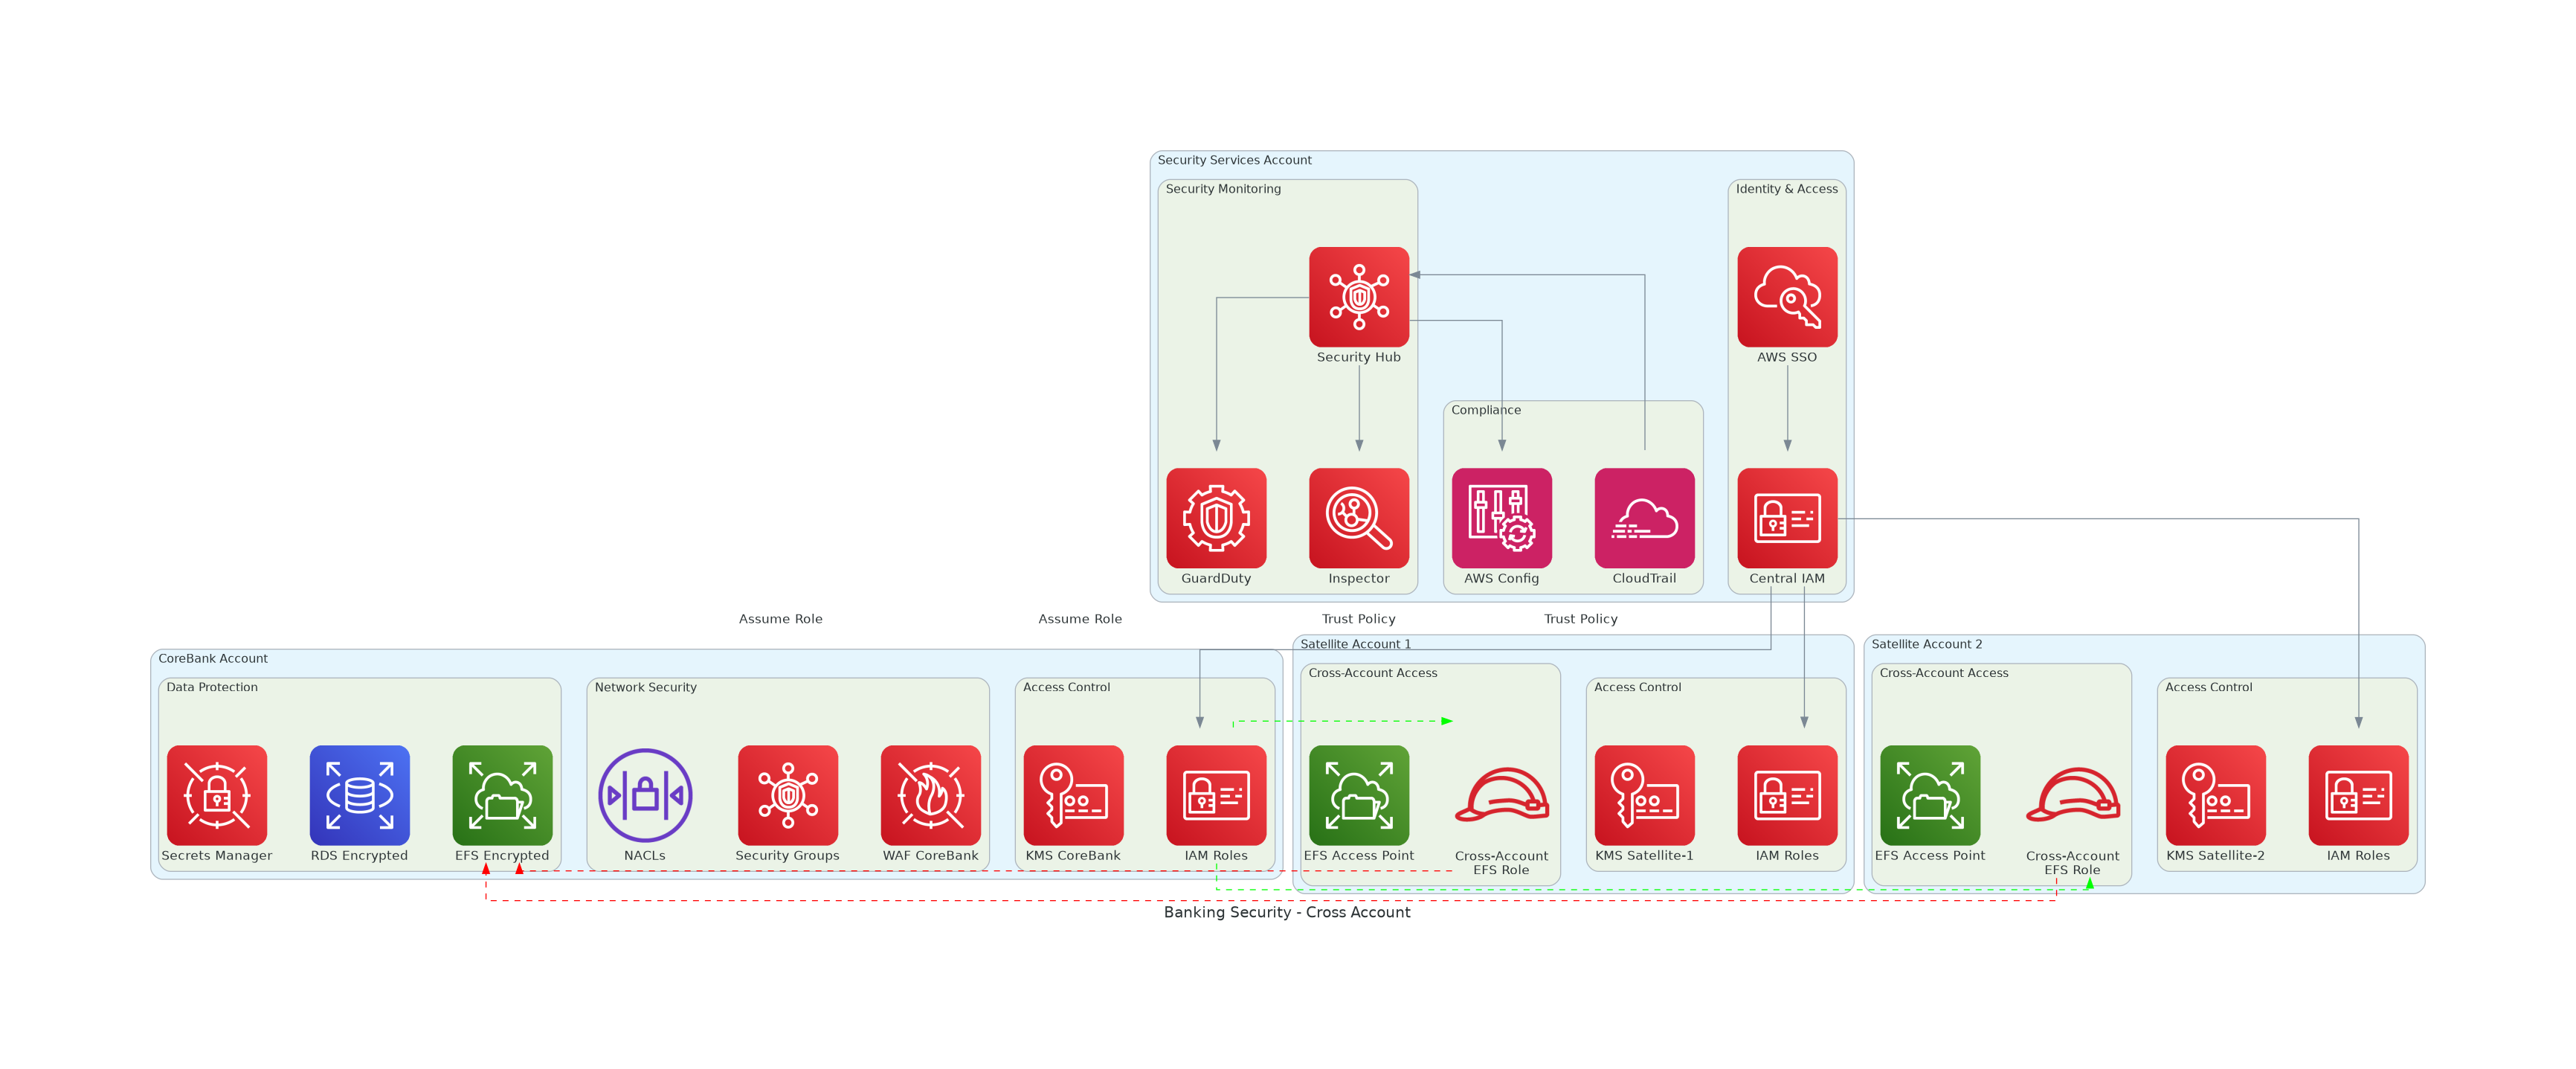 Security Services Account
Security Monitoring
Identity & Access
Security Hub
AWS SSO
Compliance
GuardDuty
Inspector
AWS Config
CloudTrail
Central IAM
Assume Role
Assume Role
Trust Policy
Trust Policy
CoreBank Account
Data Protection
Network Security
Access Control
Secrets Manager
RDS Encrypted
EFS Encrypted
NACLs
Security Groups
WAF CoreBank
KMS CoreBank
IAM Roles
Satellite Account 1
Cross-Account Access
Access Control
EFS Access Point
Cross-Account
EFS Role
KMS Satellite-1
IAM Roles
Satellite Account 2
Cross-Account Access
Access Control
EFS Access Point
Cross-Account
EFS Role
KMS Satellite-2
IAM Roles
Banking Security - Cross Account